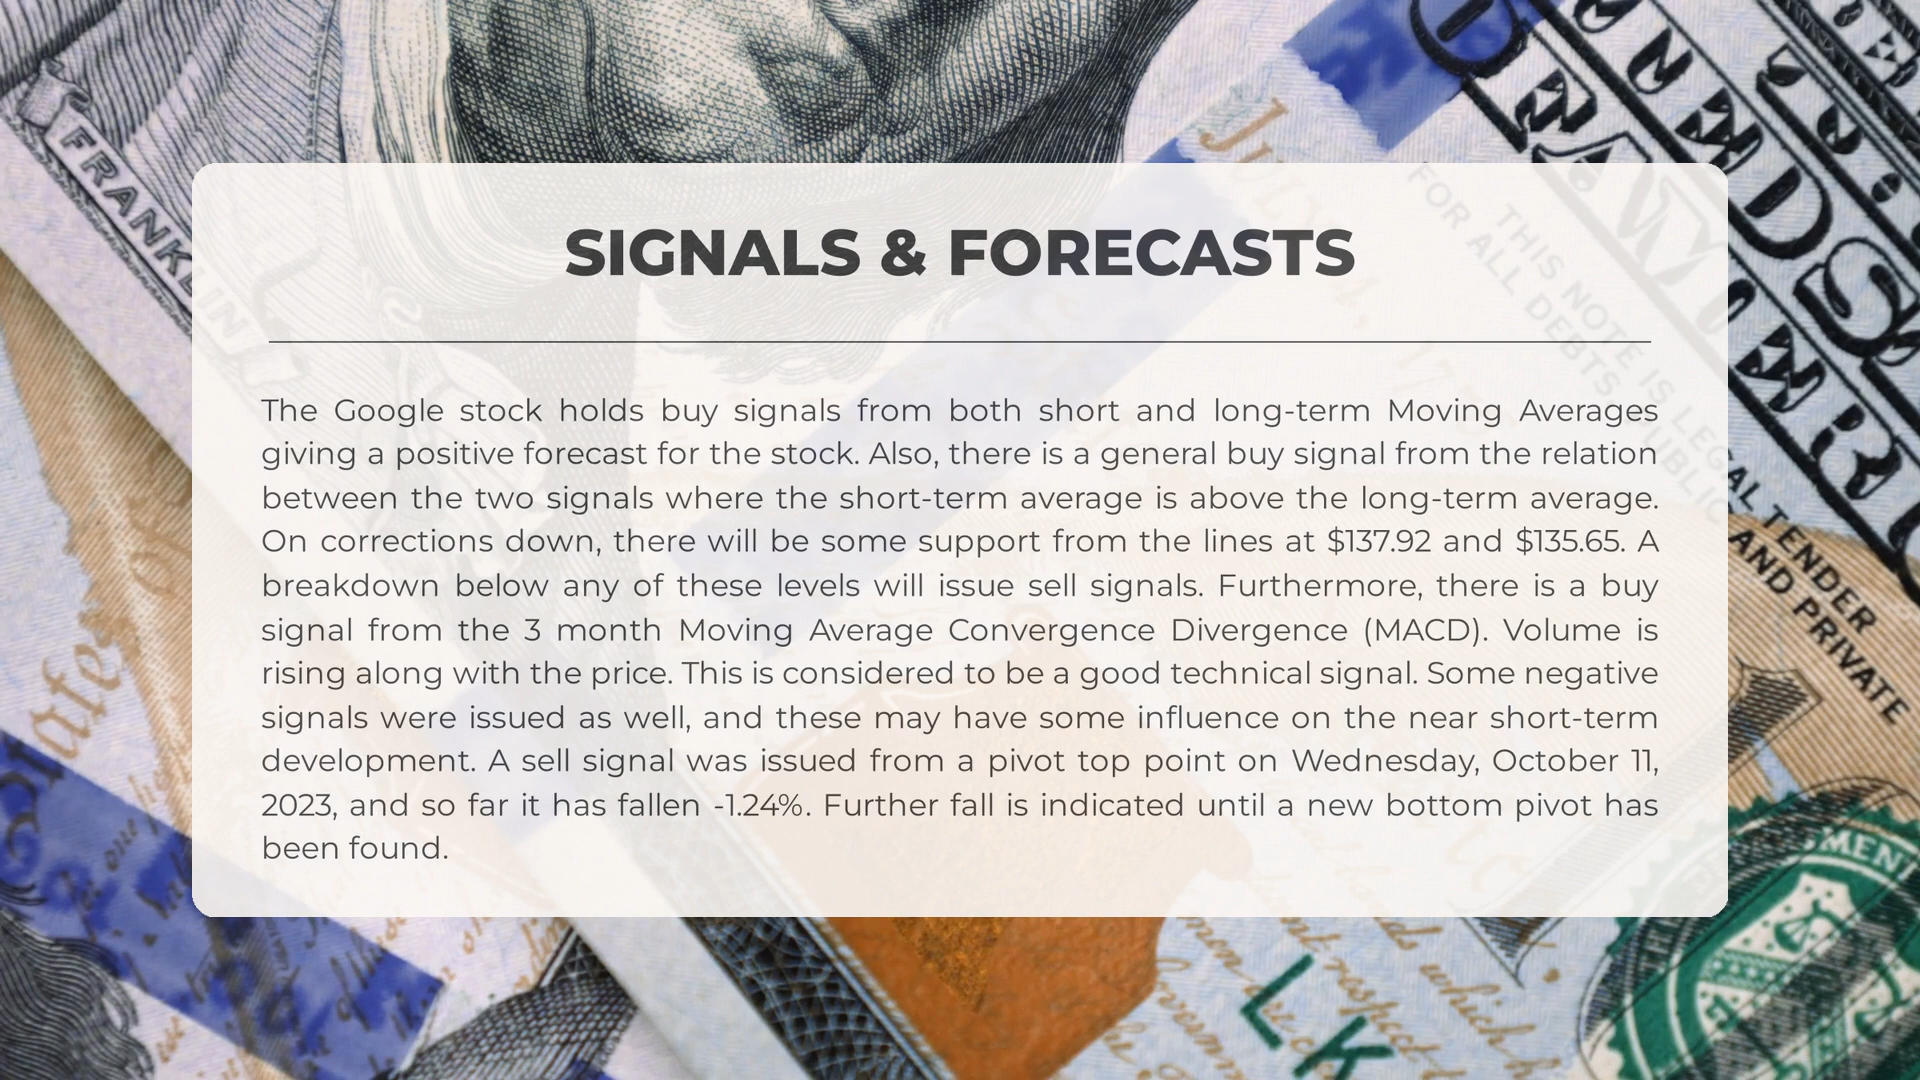 FRANKLIN
July 4, 17
THIS NOTE IS LEGAL TENDER
FOR ALL DEBTS PUBLIC AND PRIVATE
SIGNALS & FORECASTS
The Google stock holds buy signals from both short and long-term Moving Averages
giving a positive forecast for the stock. Also, there is a general buy signal from the relation
between the two signals where the short-term average is above the long-term average.
On corrections down, there will be some support from the lines at $137.92 and $135.65. A
breakdown below any of these levels will issue sell signals. Furthermore, there is a buy
signal from the 3 month Moving Average Convergence Divergence (MACD). Volume is
rising along with the price. This is considered to be a good technical signal. Some negative
signals were issued as well, and these may have some influence on the near short-term
development. A sell signal was issued from a pivot top point on Wednesday, October 11,
2023, and so far it has fallen -1.24%. Further fall is indicated until a new bottom pivot has
been found.
L K